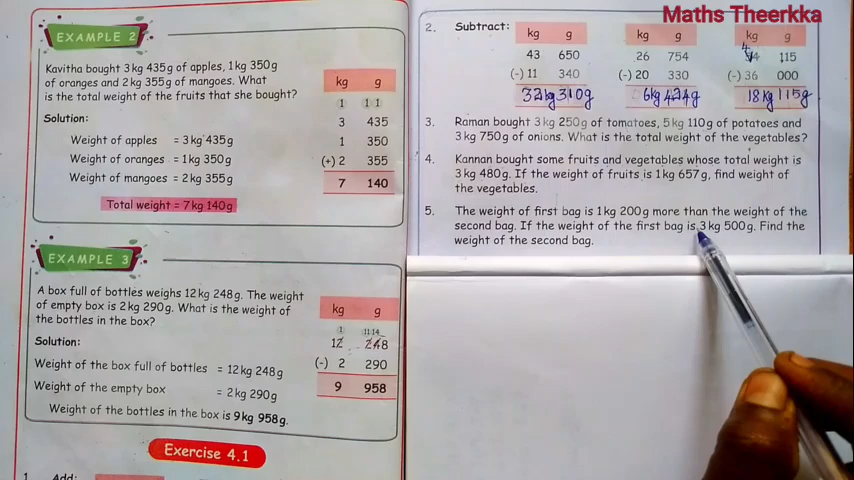 Maths Theerkka
EXAMPLE 2
Kavitha bought 3 kg 435 g of apples, 1 kg 350 g
of oranges and 2 kg 355 g of mangoes. What
is the total weight of the fruits that she bought?
Solution:
Weight of apples = 3 kg 435 g
Weight of oranges = 1 kg 350 g
Weight of mangoes = 2 kg 355 g
Total weight = 7 kg 140 g
kg g
1 1 1
3 435
1 350
(+) 2 355
7 140
EXAMPLE 3
A box full of bottles weighs 12 kg 248 g. The weight
of empty box is 2 kg 290 g. What is the weight of
the bottles in the box?
Solution:
Weight of the box full of bottles = 12 kg 248 g
Weight of the empty box = 2 kg 290 g
Weight of the bottles in the box is 9 kg 958 g.
kg g
1 11 14
12 248
(-) 2 290
9 958
Exercise 4.1
1 Add:
2. Subtract:
kg g
43 650
(-) 11 340
32kg 310g
kg g
26 754
(-) 20 330
6kg 424g
kg g
4
115
(-) 36 000
18kg 115g
3. Raman bought 3 kg 250 g of tomatoes, 5 kg 110 g of potatoes and
3 kg 750 g of onions. What is the total weight of the vegetables?
4. Kannan bought some fruits and vegetables whose total weight is
3 kg 480 g. If the weight of fruits is 1 kg 657 g, find weight of
the vegetables.
5. The weight of first bag is 1 kg 200 g more than the weight of the
second bag. If the weight of the first bag is 3 kg 500 g. Find the
weight of the second bag.